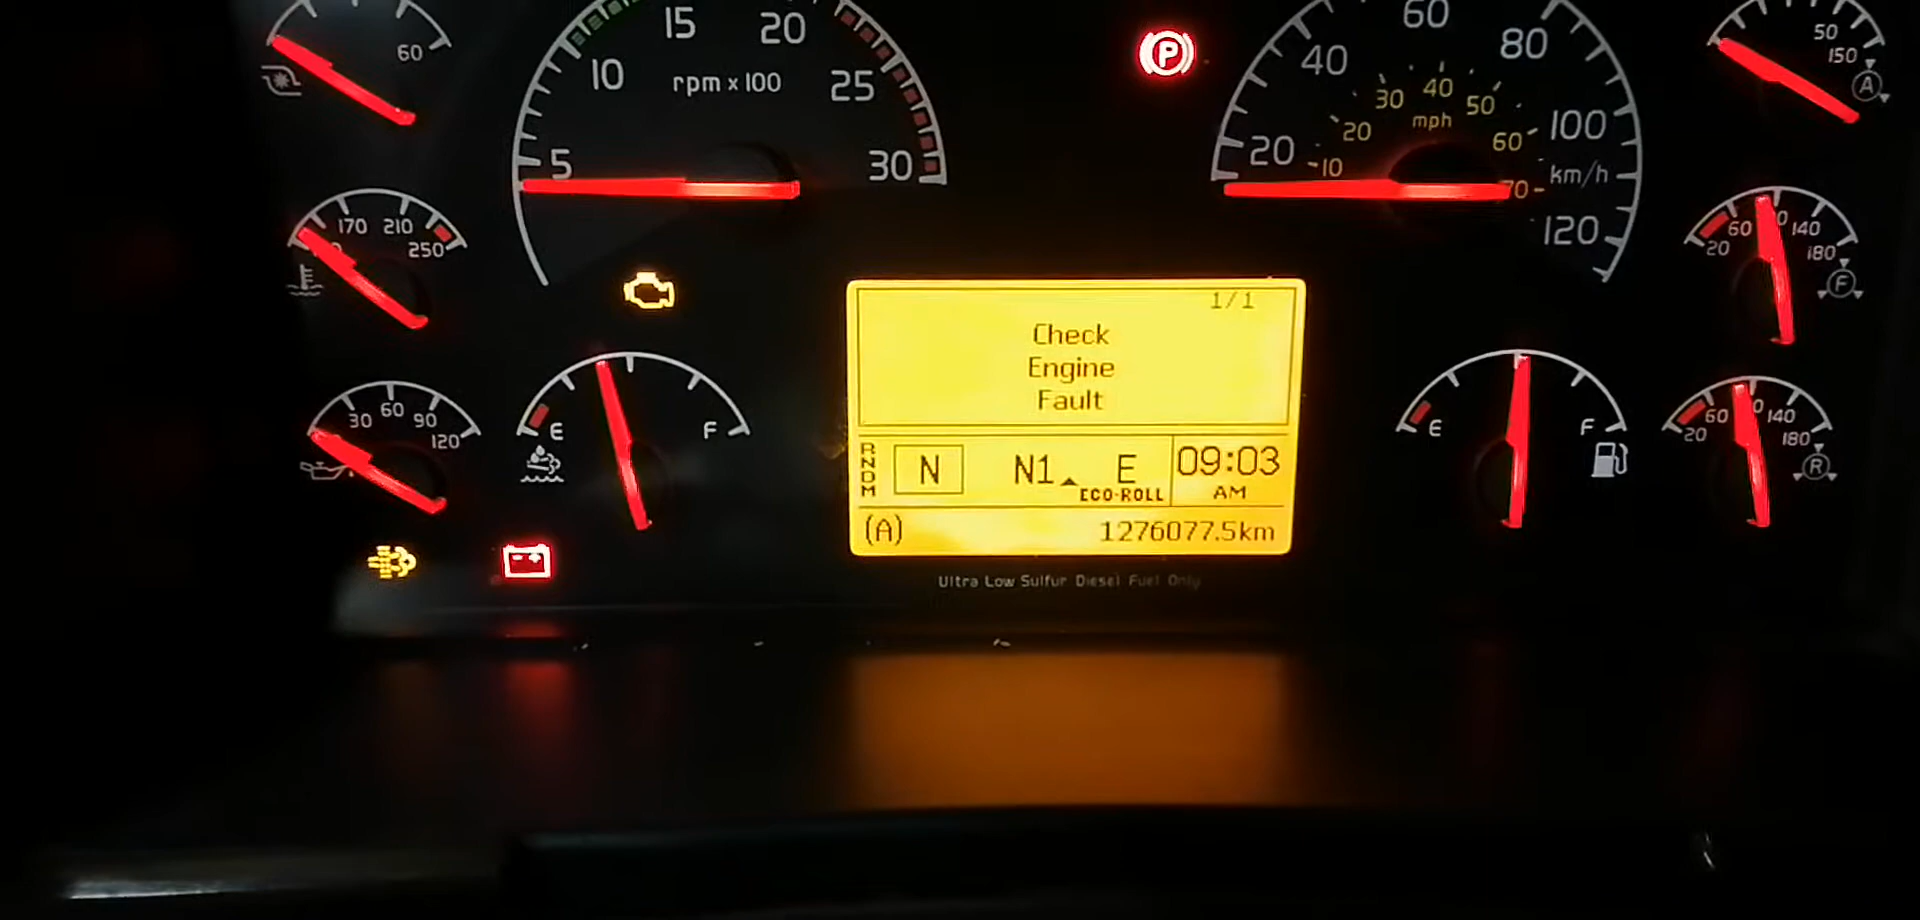 60
5
10
15
20
25
30
rpm x 100
P
20
40
60
80
100
120
km/h
10
20
30
40
50
60
70
mph
50
150
A
170
210
250
20
60
140
180
F
30
60
90
120
E
F
1/1
Check
Engine
Fault
RNDM
N
N1
E
ECO-ROLL
09:03
AM
(A)
1276077.5km
E
F
20
60
140
180
R
Ultra Low Sulfur Diesel Fuel Only